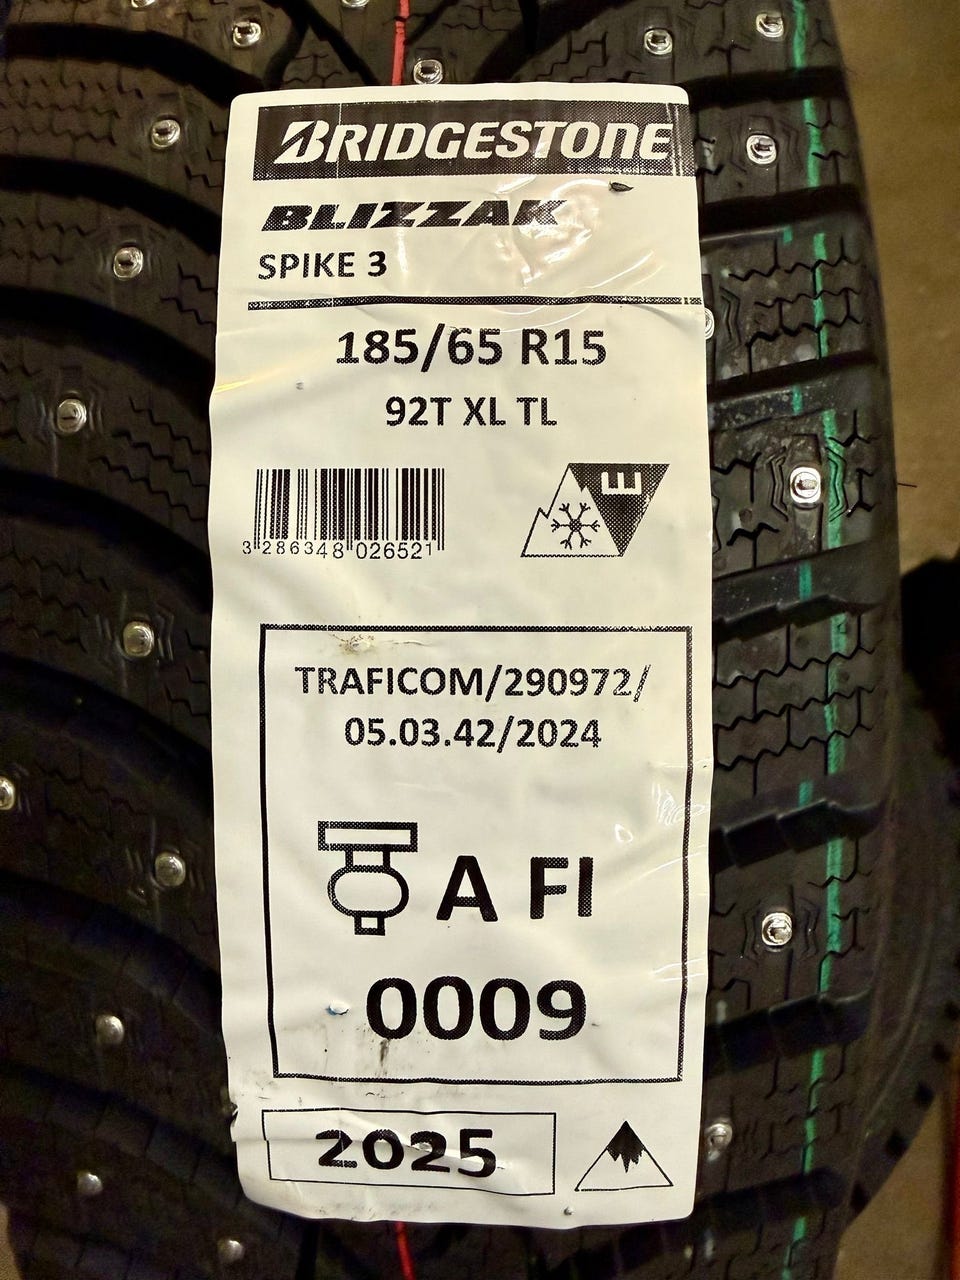 BRIDGESTONE
BLIZZAK
SPIKE 3
185/65 R15
92T XL TL
E
3 286348 026521
TRAFICOM/290972/
05.03.42/2024
A FI
0009
2025